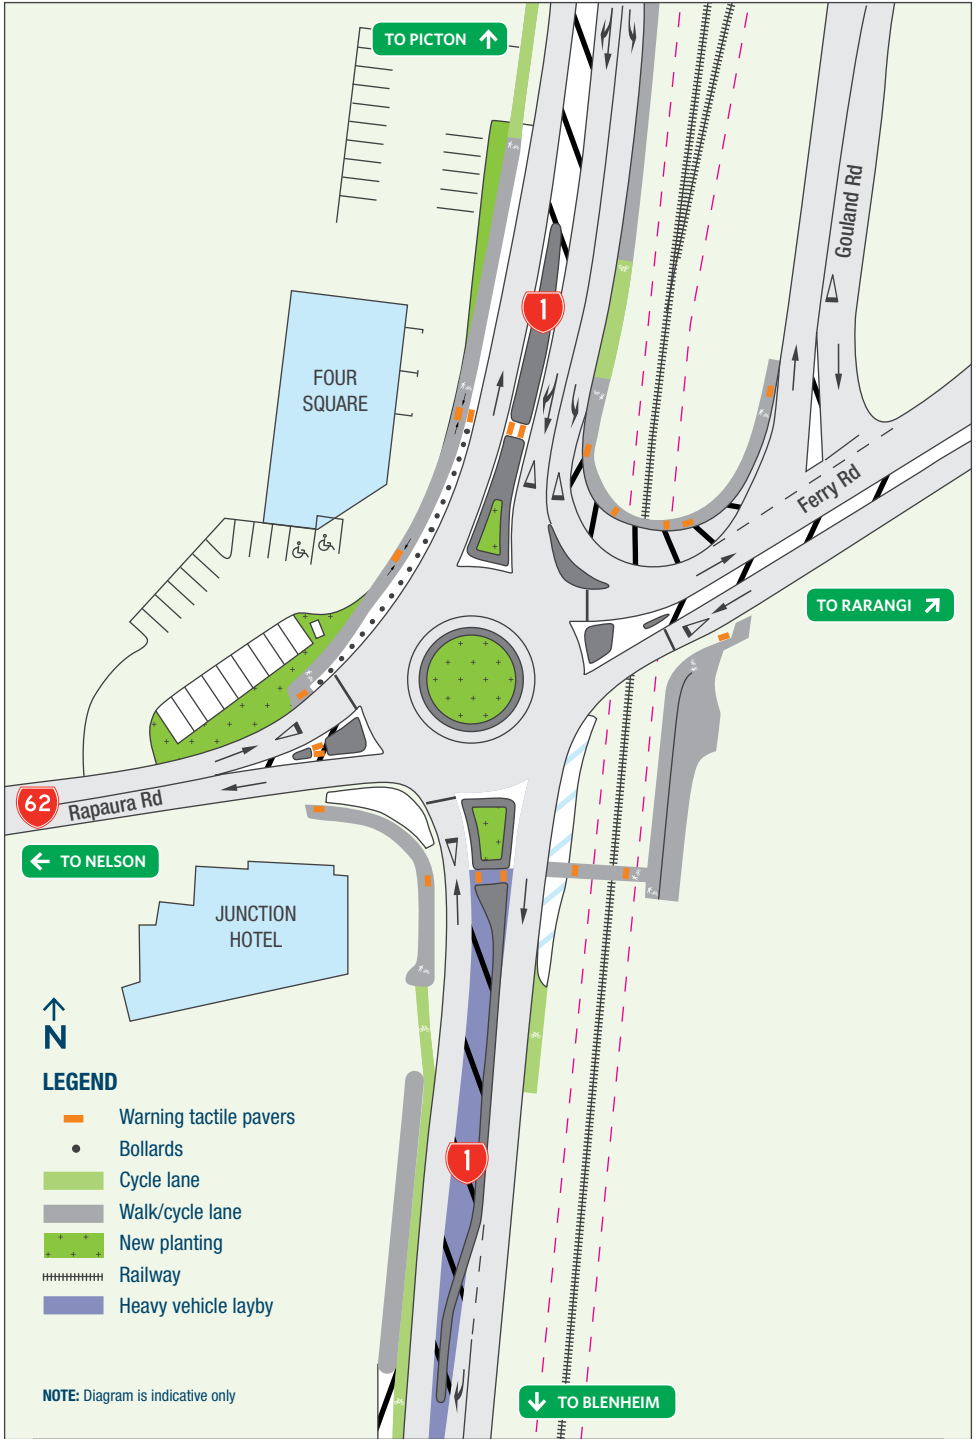 TO PICTON ↑
Gouland Rd
1
FOUR
SQUARE
Ferry Rd
TO RARANGI ↗
62
Rapaura Rd
← TO NELSON
JUNCTION
HOTEL
N
LEGEND
Warning tactile pavers
Bollards
Cycle lane
Walk/cycle lane
New planting
Railway
Heavy vehicle layby
1
NOTE: Diagram is indicative only
↓ TO BLENHEIM